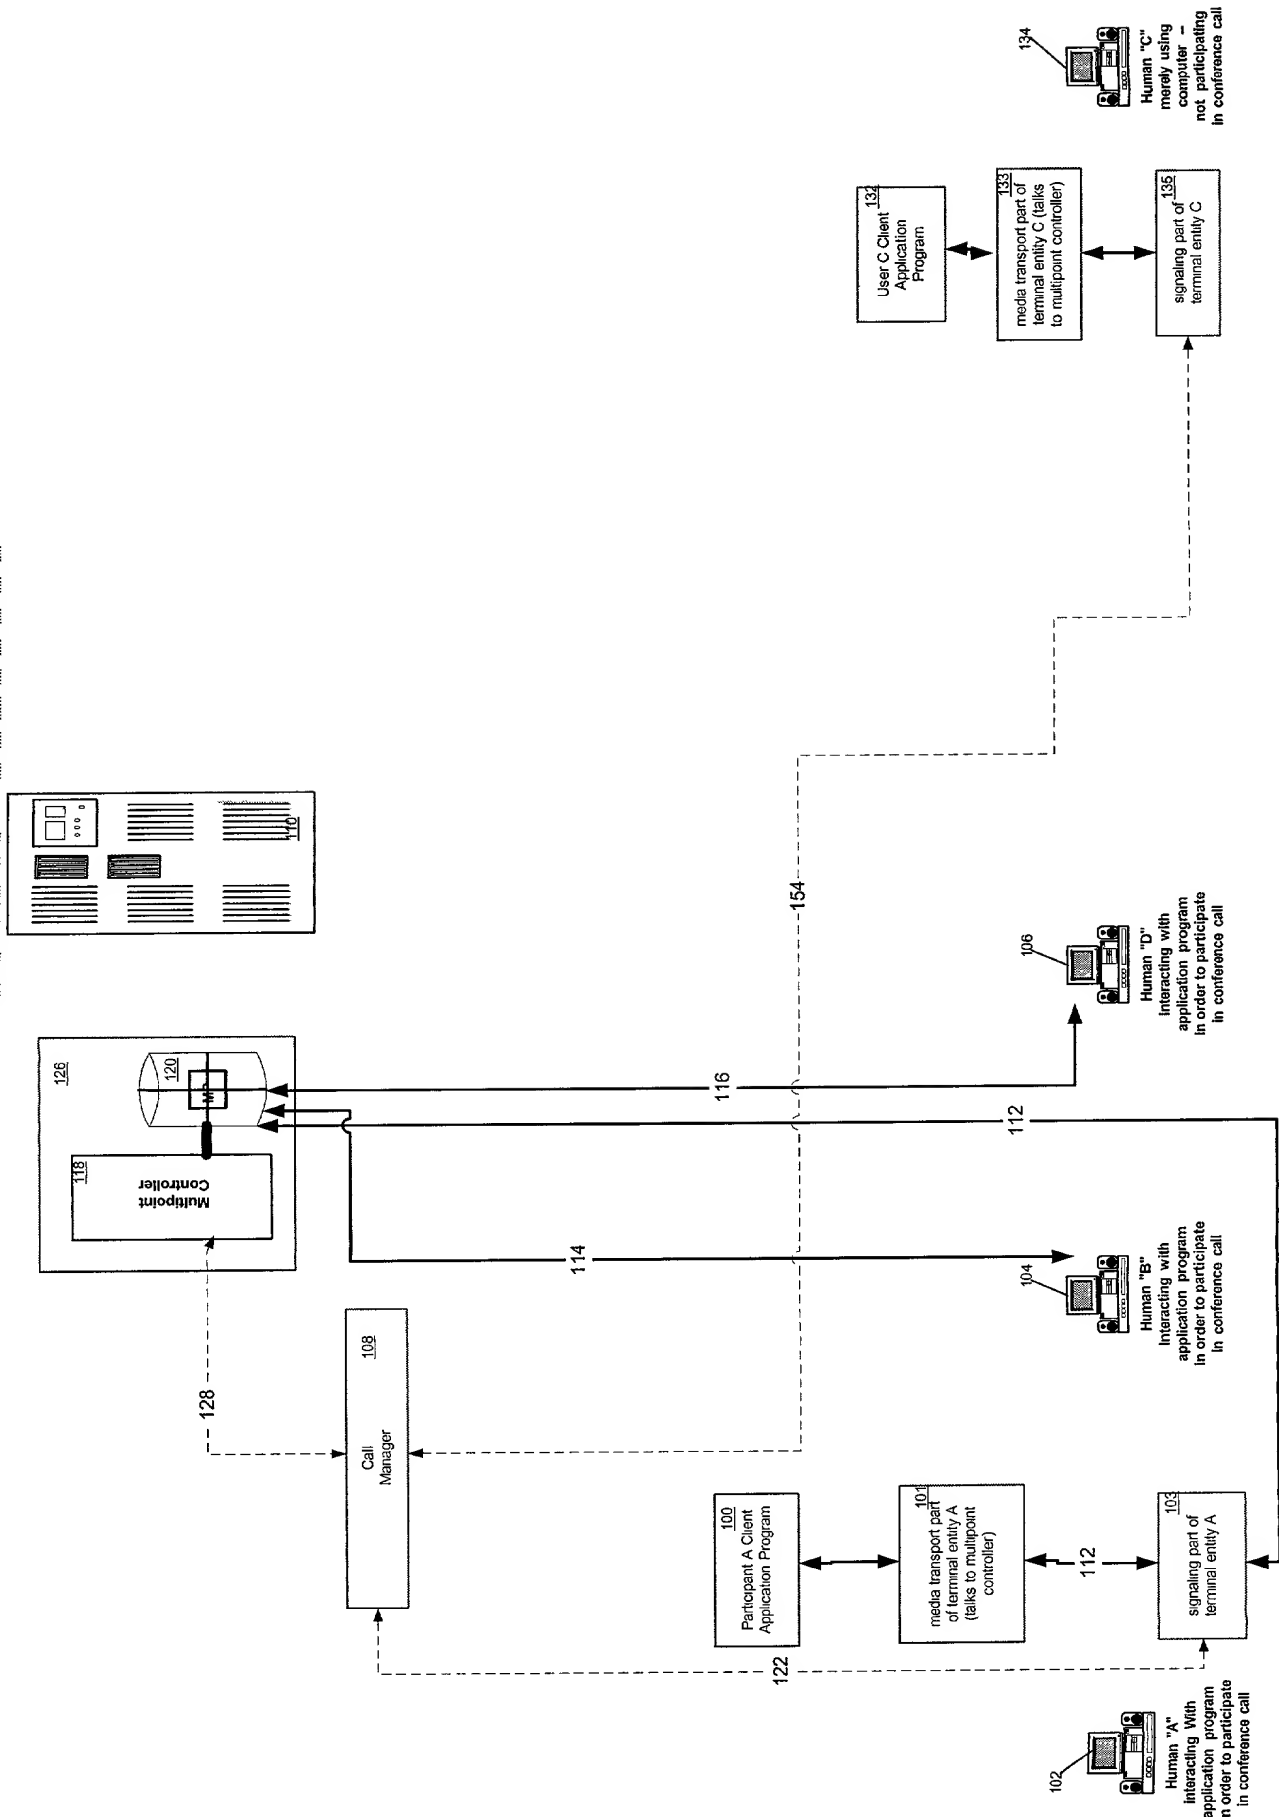 126
118
Multipoint
Controller
120
M
110
128
108
Call
Manager
116
114
112
154
122
100
Participant A Client
Application Program
101
media transport part
of terminal entity A
(talks to multipoint
controller)
112
103
signaling part of
terminal entity A
132
User C Client
Application
Program
133
media transport part of
terminal entity C (talks
to multipoint controller)
135
signaling part of
terminal entity C
102
Human "A"
Interacting With
application program
in order to participate
in conference call
104
Human "B"
Interacting with
application program
in order to participate
in conference call
106
Human "D"
Interacting with
application program
in order to participate
in conference call
134
Human "C"
merely using
computer –
not participating
in conference call